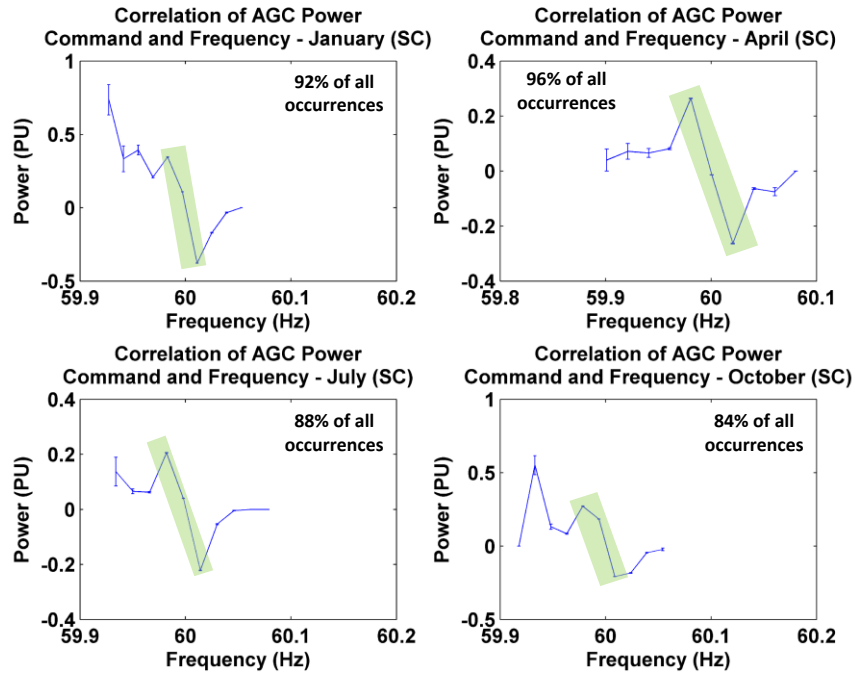 Correlation of AGC Power
Command and Frequency - January (SC)
1
0.5
0
-0.5
Power (PU)
92% of all
occurrences
59.9
60
60.1
60.2
Frequency (Hz)
Correlation of AGC Power
Command and Frequency - April (SC)
0.4
0.2
0
-0.2
-0.4
Power (PU)
96% of all
occurrences
59.8
59.9
60
60.1
Frequency (Hz)
Correlation of AGC Power
Command and Frequency - July (SC)
0.4
0.2
0
-0.2
-0.4
Power (PU)
88% of all
occurrences
59.9
60
60.1
60.2
Frequency (Hz)
Correlation of AGC Power
Command and Frequency - October (SC)
1
0.5
0
-0.5
Power (PU)
84% of all
occurrences
59.9
60
60.1
60.2
Frequency (Hz)